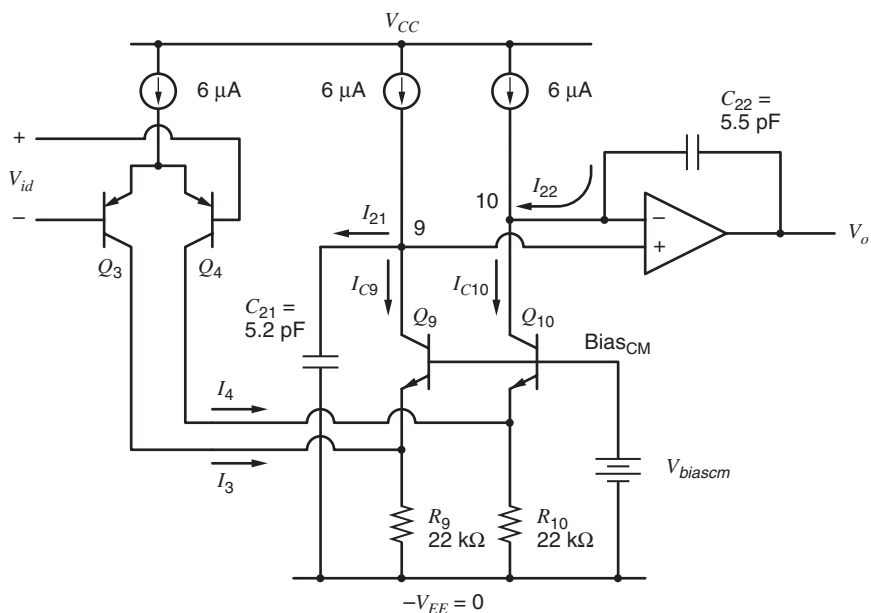 V_CC
6 μA
6 μA
6 μA
C_22 =
5.5 pF
+
V_id
−
I_22
10
I_21
9
−
+
V_o
Q_3
Q_4
I_C9
I_C10
C_21 =
5.2 pF
Q_9
Q_10
Bias_CM
I_4
I_3
V_biascm
R_9
22 kΩ
R_10
22 kΩ
−V_EE = 0